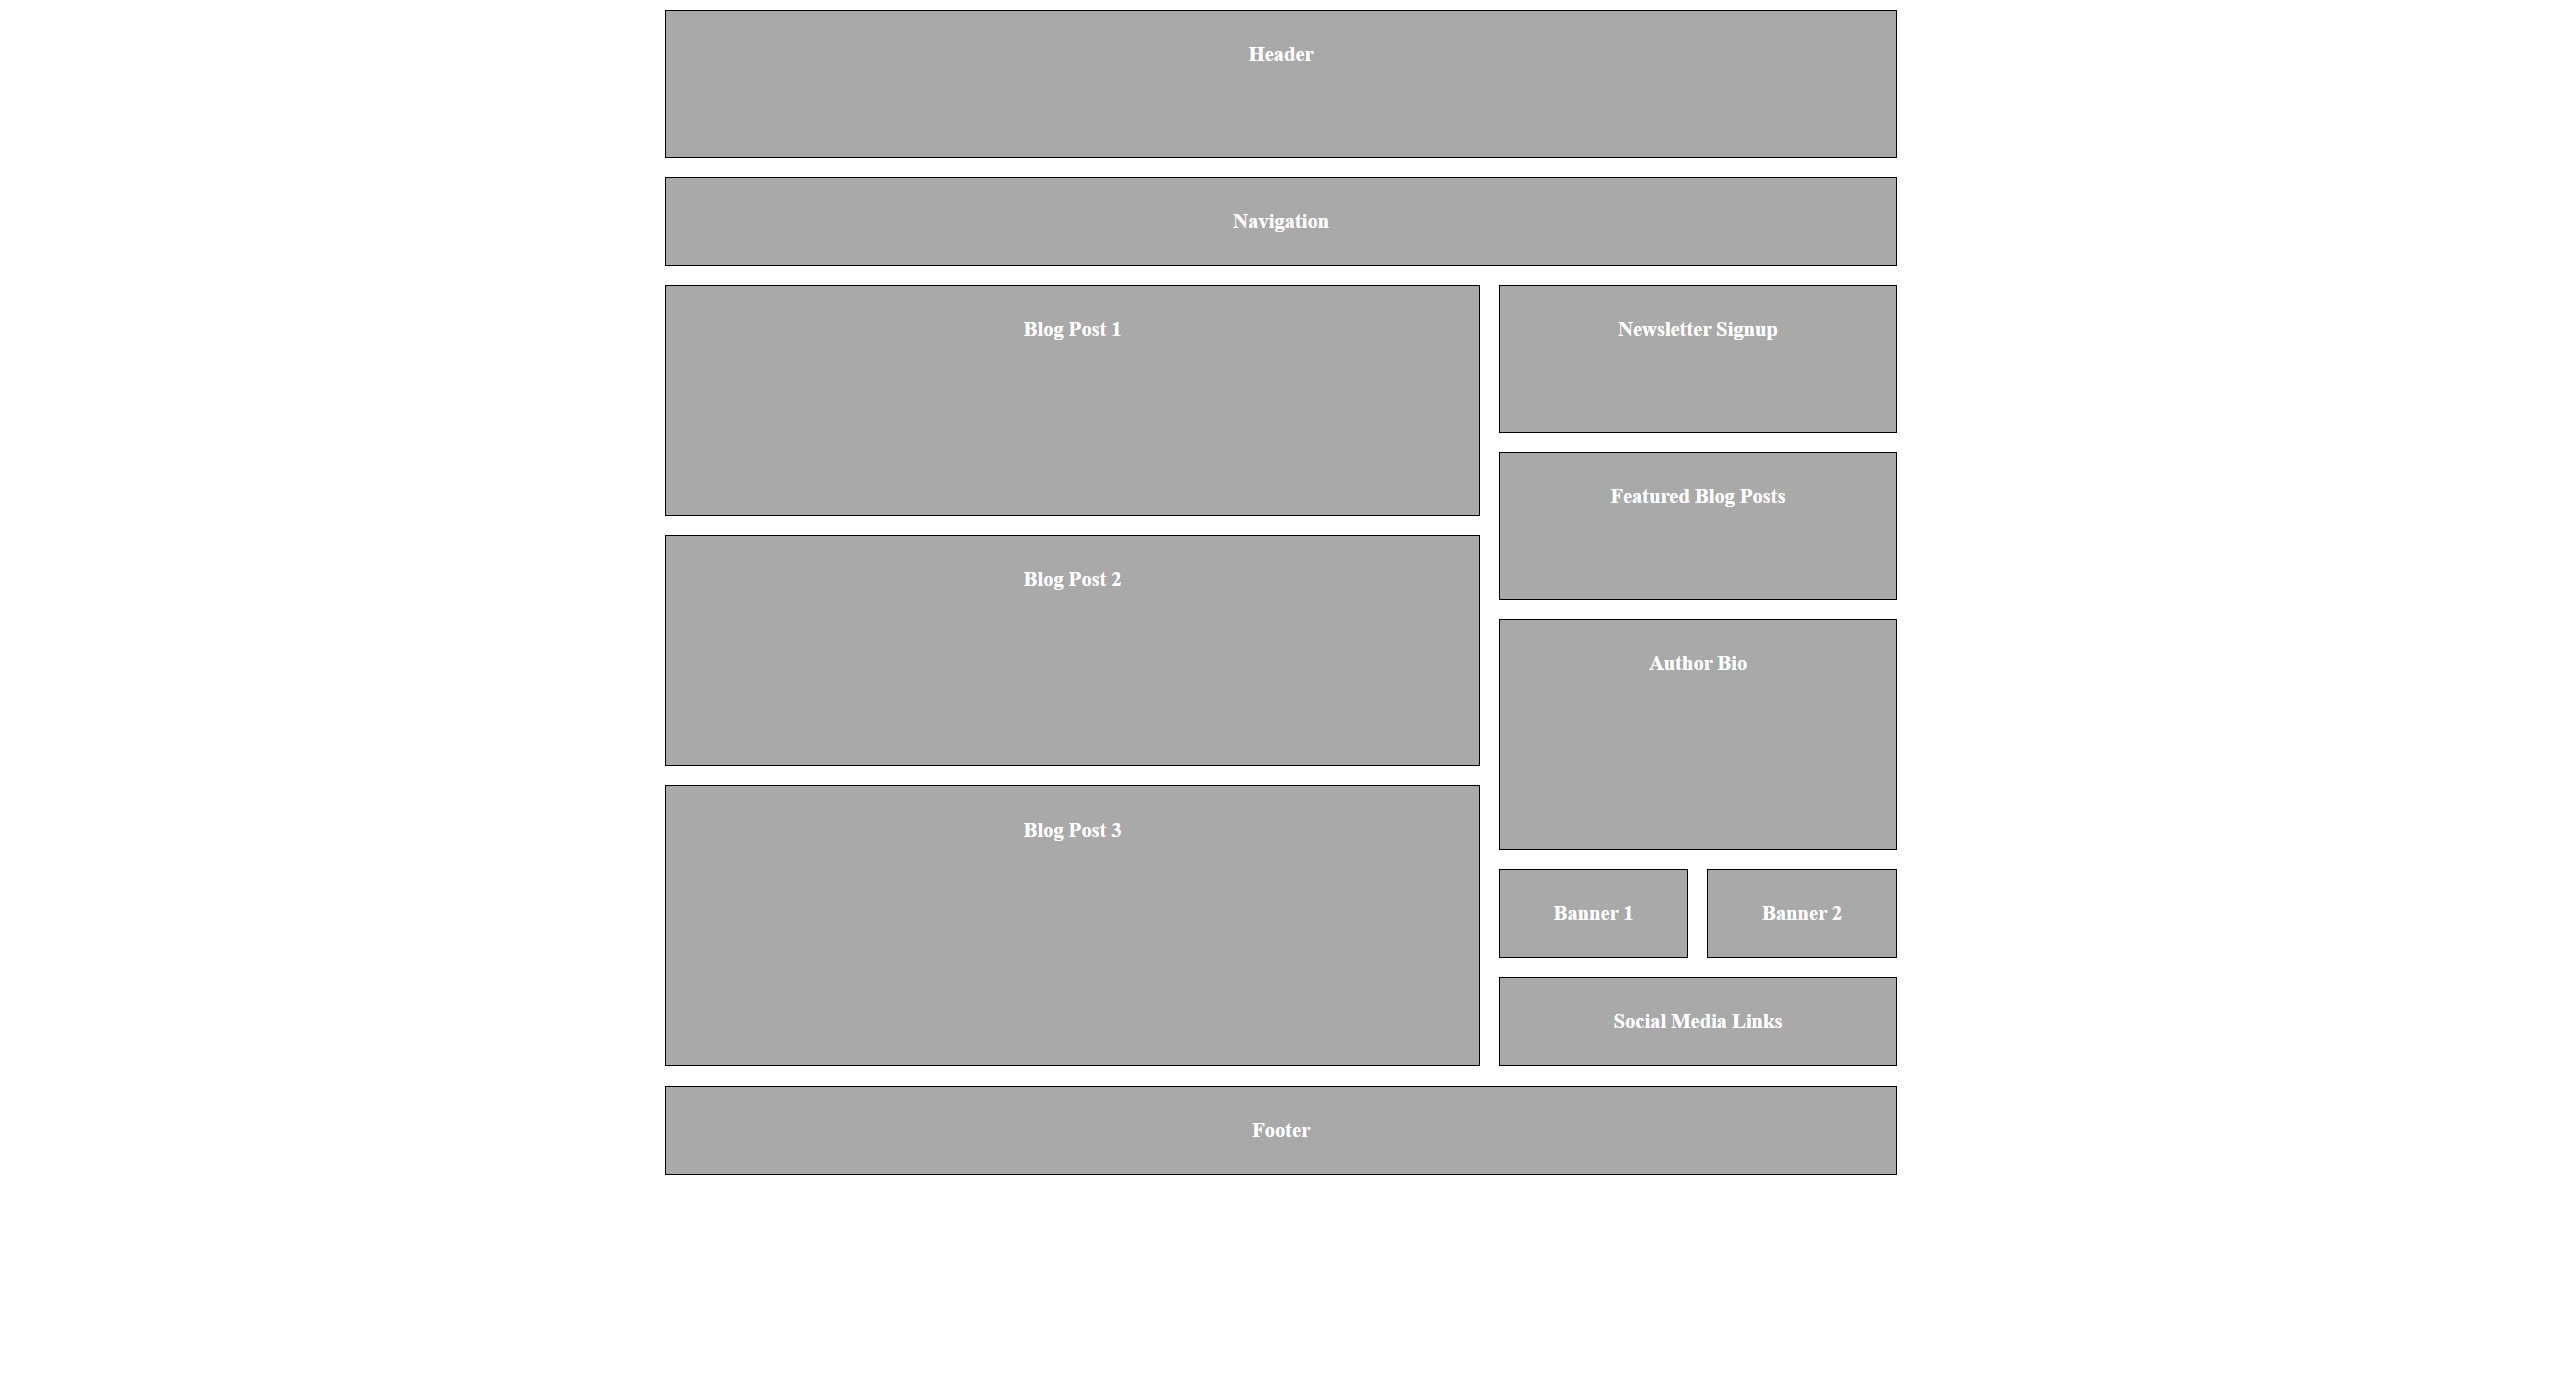 Header
Navigation
Blog Post 1
Blog Post 2
Blog Post 3
Newsletter Signup
Featured Blog Posts
Author Bio
Banner 1
Banner 2
Social Media Links
Footer